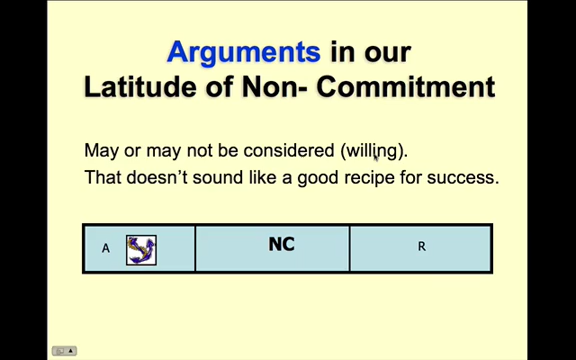 Arguments in our
Latitude of Non- Commitment
May or may not be considered (willing).
That doesn't sound like a good recipe for success.
A NC R